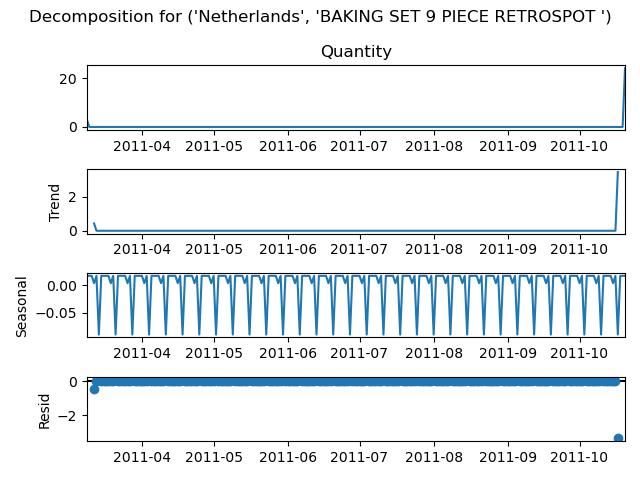 Decomposition for ('Netherlands', 'BAKING SET 9 PIECE RETROSPOT ')
Quantity
20
0
2011-04 2011-05 2011-06 2011-07 2011-08 2011-09 2011-10
Trend
2
0
2011-04 2011-05 2011-06 2011-07 2011-08 2011-09 2011-10
Seasonal
0.00
−0.05
2011-04 2011-05 2011-06 2011-07 2011-08 2011-09 2011-10
Resid
0
−2
2011-04 2011-05 2011-06 2011-07 2011-08 2011-09 2011-10